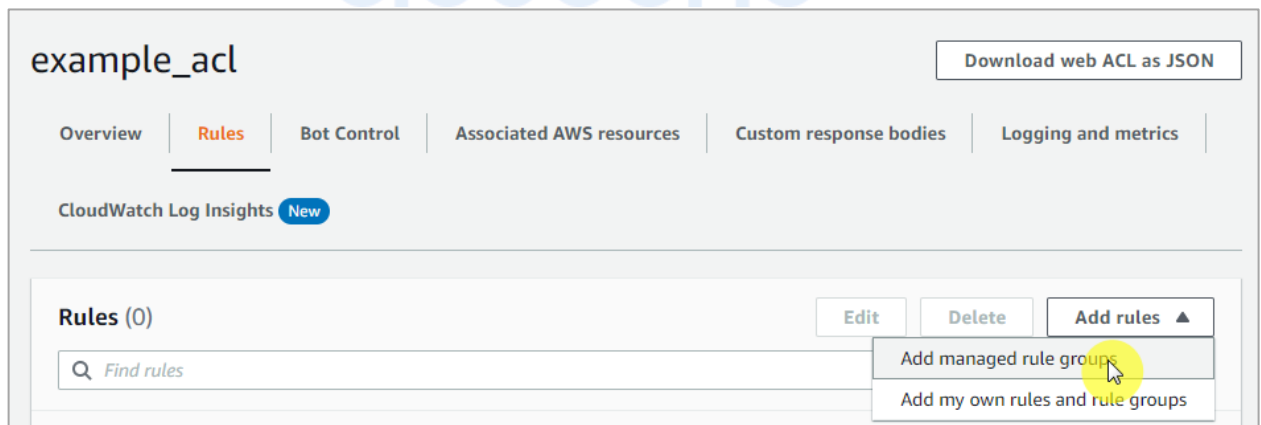 example_acl
Download web ACL as JSON
Overview
Rules
Bot Control
Associated AWS resources
Custom response bodies
Logging and metrics
CloudWatch Log Insights New
Rules (0)
Edit
Delete
Add rules
Find rules
Add managed rule groups
Add my own rules and rule groups